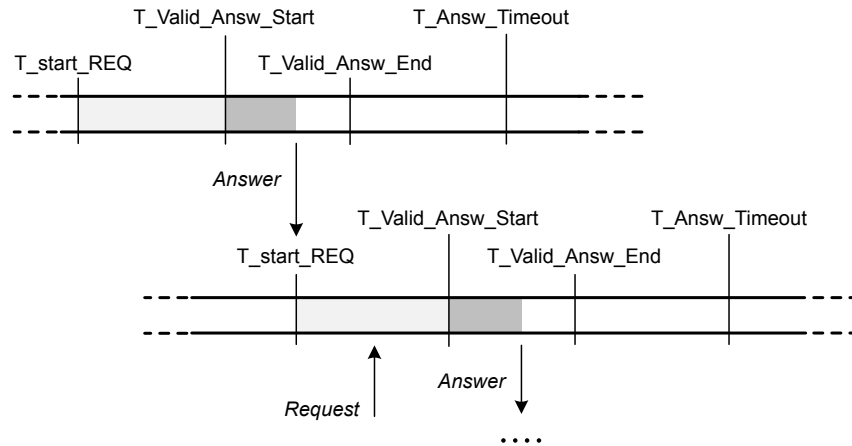 T_Valid_Answ_Start
T_Answ_Timeout
T_start_REQ
T_Valid_Answ_End
Answer
T_Valid_Answ_Start
T_Answ_Timeout
T_start_REQ
T_Valid_Answ_End
Answer
Request
....